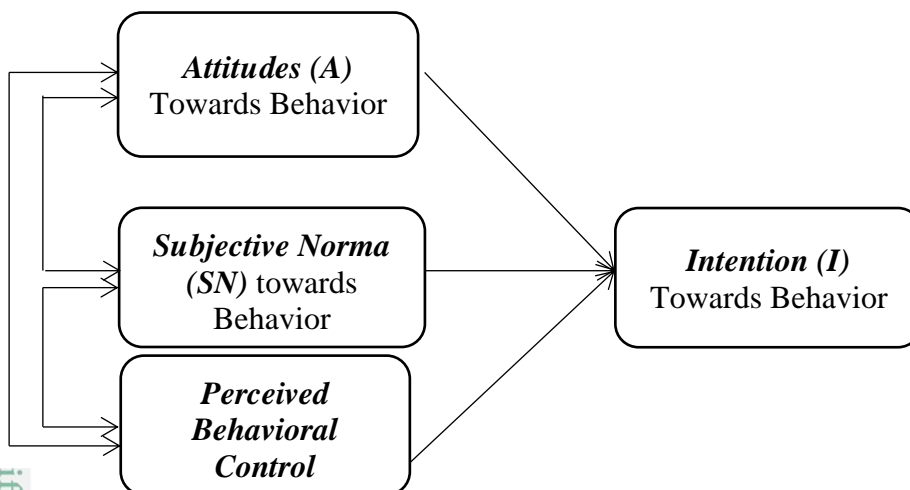 Attitudes (A)
Towards Behavior
Subjective Norma
(SN) towards
Behavior
Intention (I)
Towards Behavior
Perceived
Behavioral
Control